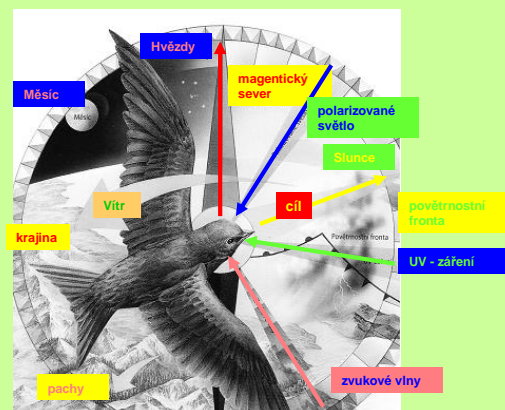 Hvězdy
magentický
sever
Měsíc
Měsíc
polarizované
světlo
Slunce
Vítr
cíl
povětrnostní
fronta
krajina
Povětrnostní fronta
UV - záření
pachy
zvukové vlny